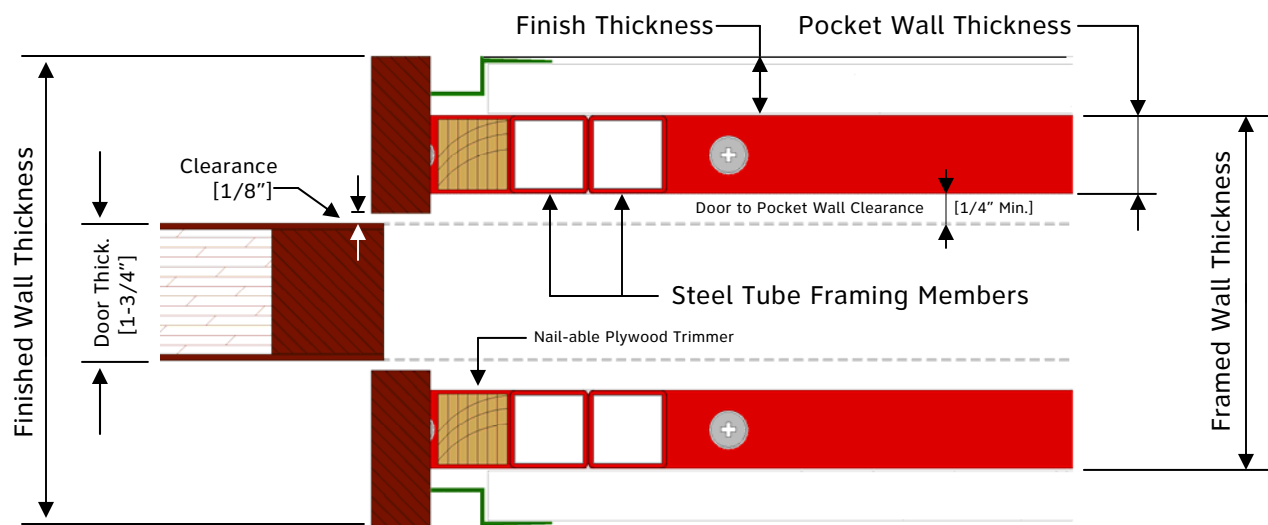 Finish Thickness
Pocket Wall Thickness
Clearance
[1/8”]
Door to Pocket Wall Clearance
[1/4” Min.]
Finished Wall Thickness
Door Thick.
[1-3/4”]
Steel Tube Framing Members
Framed Wall Thickness
Nail-able Plywood Trimmer